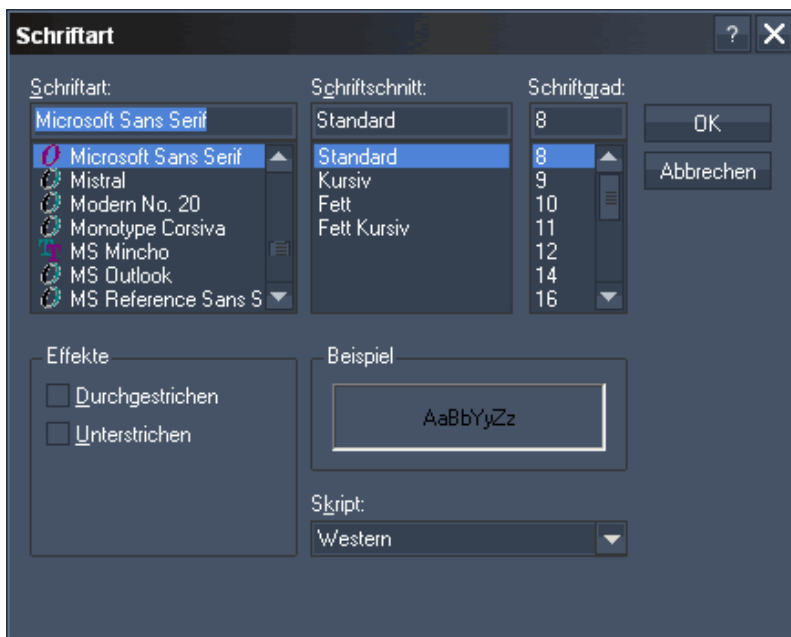 Schriftart
Schriftart:
Microsoft Sans Serif
Microsoft Sans Serif
Mistral
Modern No. 20
Monotype Corsiva
MS Mincho
MS Outlook
MS Reference Sans S
Schriftschnitt:
Standard
Standard
Kursiv
Fett
Fett Kursiv
Schriftgrad:
8
8
9
10
11
12
14
16
OK
Abbrechen
Effekte
Durchgestrichen
Unterstrichen
Beispiel
AaBbYyZz
Skript:
Western